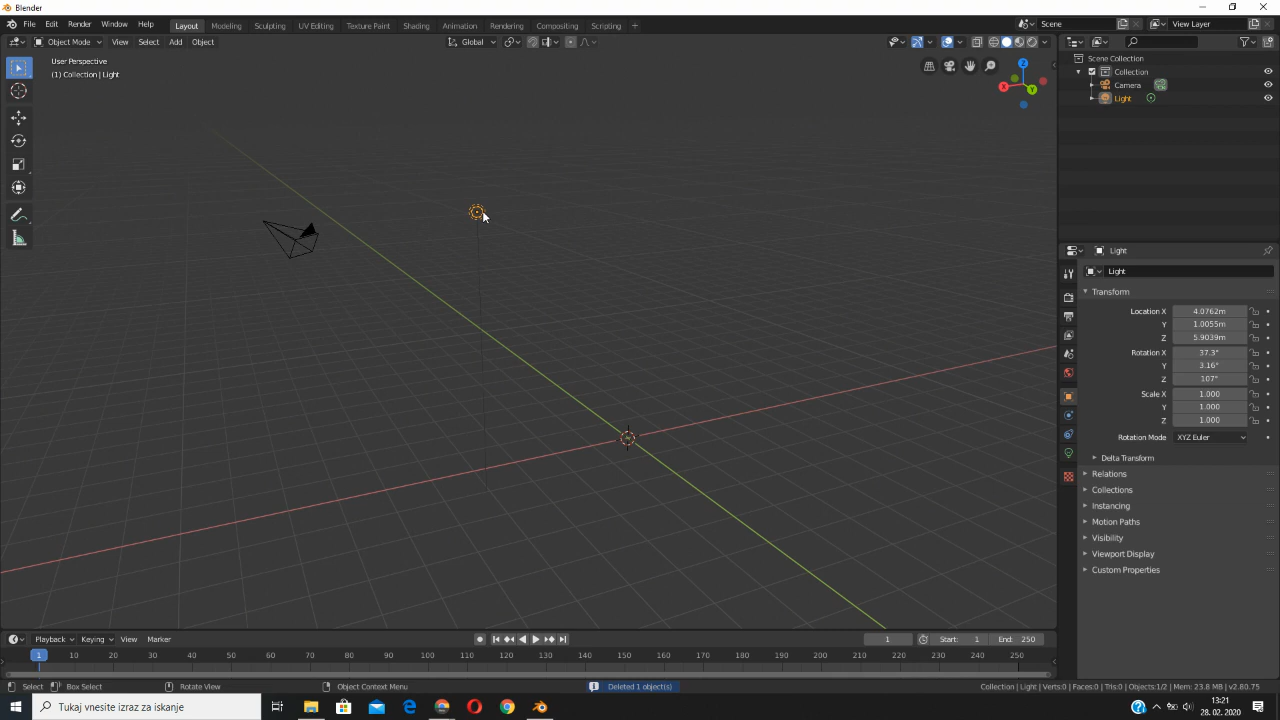 Blender
File Edit Render Window Help Layout Modeling Sculpting UV Editing Texture Paint Shading Animation Rendering Compositing Scripting + Scene View Layer
Object Mode View Select Add Object Global
User Perspective
(1) Collection | Light
Z
X
Y
Scene Collection
Collection
Camera
Light
Light
Light
Transform
Location X 4.0762m
Y 1.0055m
Z 5.9039m
Rotation X 37.3°
Y 3.16°
Z 107°
Scale X 1.000
Y 1.000
Z 1.000
Rotation Mode XYZ Euler
Delta Transform
Relations
Collections
Instancing
Motion Paths
Visibility
Viewport Display
Custom Properties
Playback Keying View Marker 1 Start: 1 End: 250
1 10 20 30 40 50 60 70 80 90 100 110 120 130 140 150 160 170 180 190 200 210 220 230 240 250
Select Box Select Rotate View Object Context Menu Deleted 1 object(s) Collection | Light | Verts:0 | Faces:0 | Tris:0 | Objects:1/2 | Mem: 23.8 MB | v2.80.75
Tukaj vnesite izraz za iskanje
13:21
28. 02. 2020